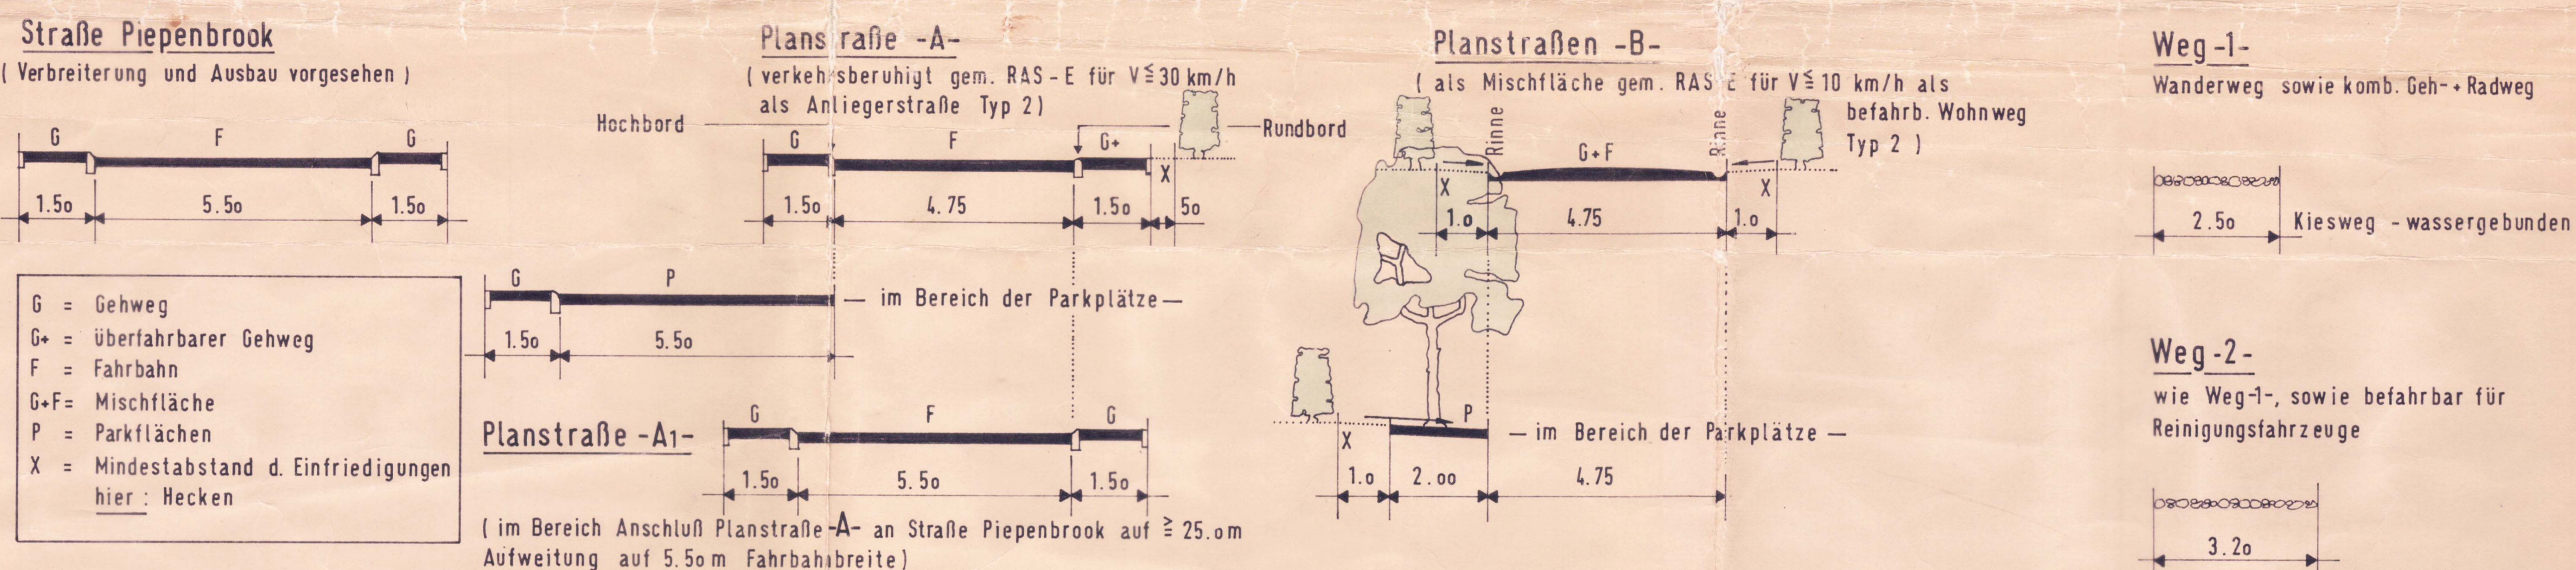 Straße Piepenbrook
( Verbreiterung und Ausbau vorgesehen )
G F G
1.5o 5.5o 1.5o
G = Gehweg
G+ = überfahrbarer Gehweg
F = Fahrbahn
G+F= Mischfläche
P = Parkflächen
X = Mindestabstand d. Einfriedigungen
hier : Hecken
Planstraße -A-
( verkehrsberuhigt gem. RAS - E für V ≦ 30 km/h
als Anliegerstraße Typ 2)
Hochbord
Rundbord
G F G+ X
1.5o 4.75 1.5o 5o
G P
— im Bereich der Parkplätze —
1.5o 5.5o
Planstraße -A1-
G F G
1.5o 5.5o 1.5o
( im Bereich Anschluß Planstraße -A- an Straße Piepenbrook auf ≧ 25.om
Aufweitung auf 5.5o m Fahrbahnbreite)
Planstraßen -B-
( als Mischfläche gem. RAS E für V ≦ 10 km/h als
befahrb. Wohnweg
Typ 2 )
Rinne
Rinne
X G+F X
1.o 4.75 1.o
X P
— im Bereich der Parkplätze —
1.o 2.oo 4.75
Weg -1-
Wanderweg sowie komb. Geh- + Radweg
2.5o Kiesweg - wassergebunden
Weg -2-
wie Weg-1-, sowie befahrbar für
Reinigungsfahrzeuge
3.2o